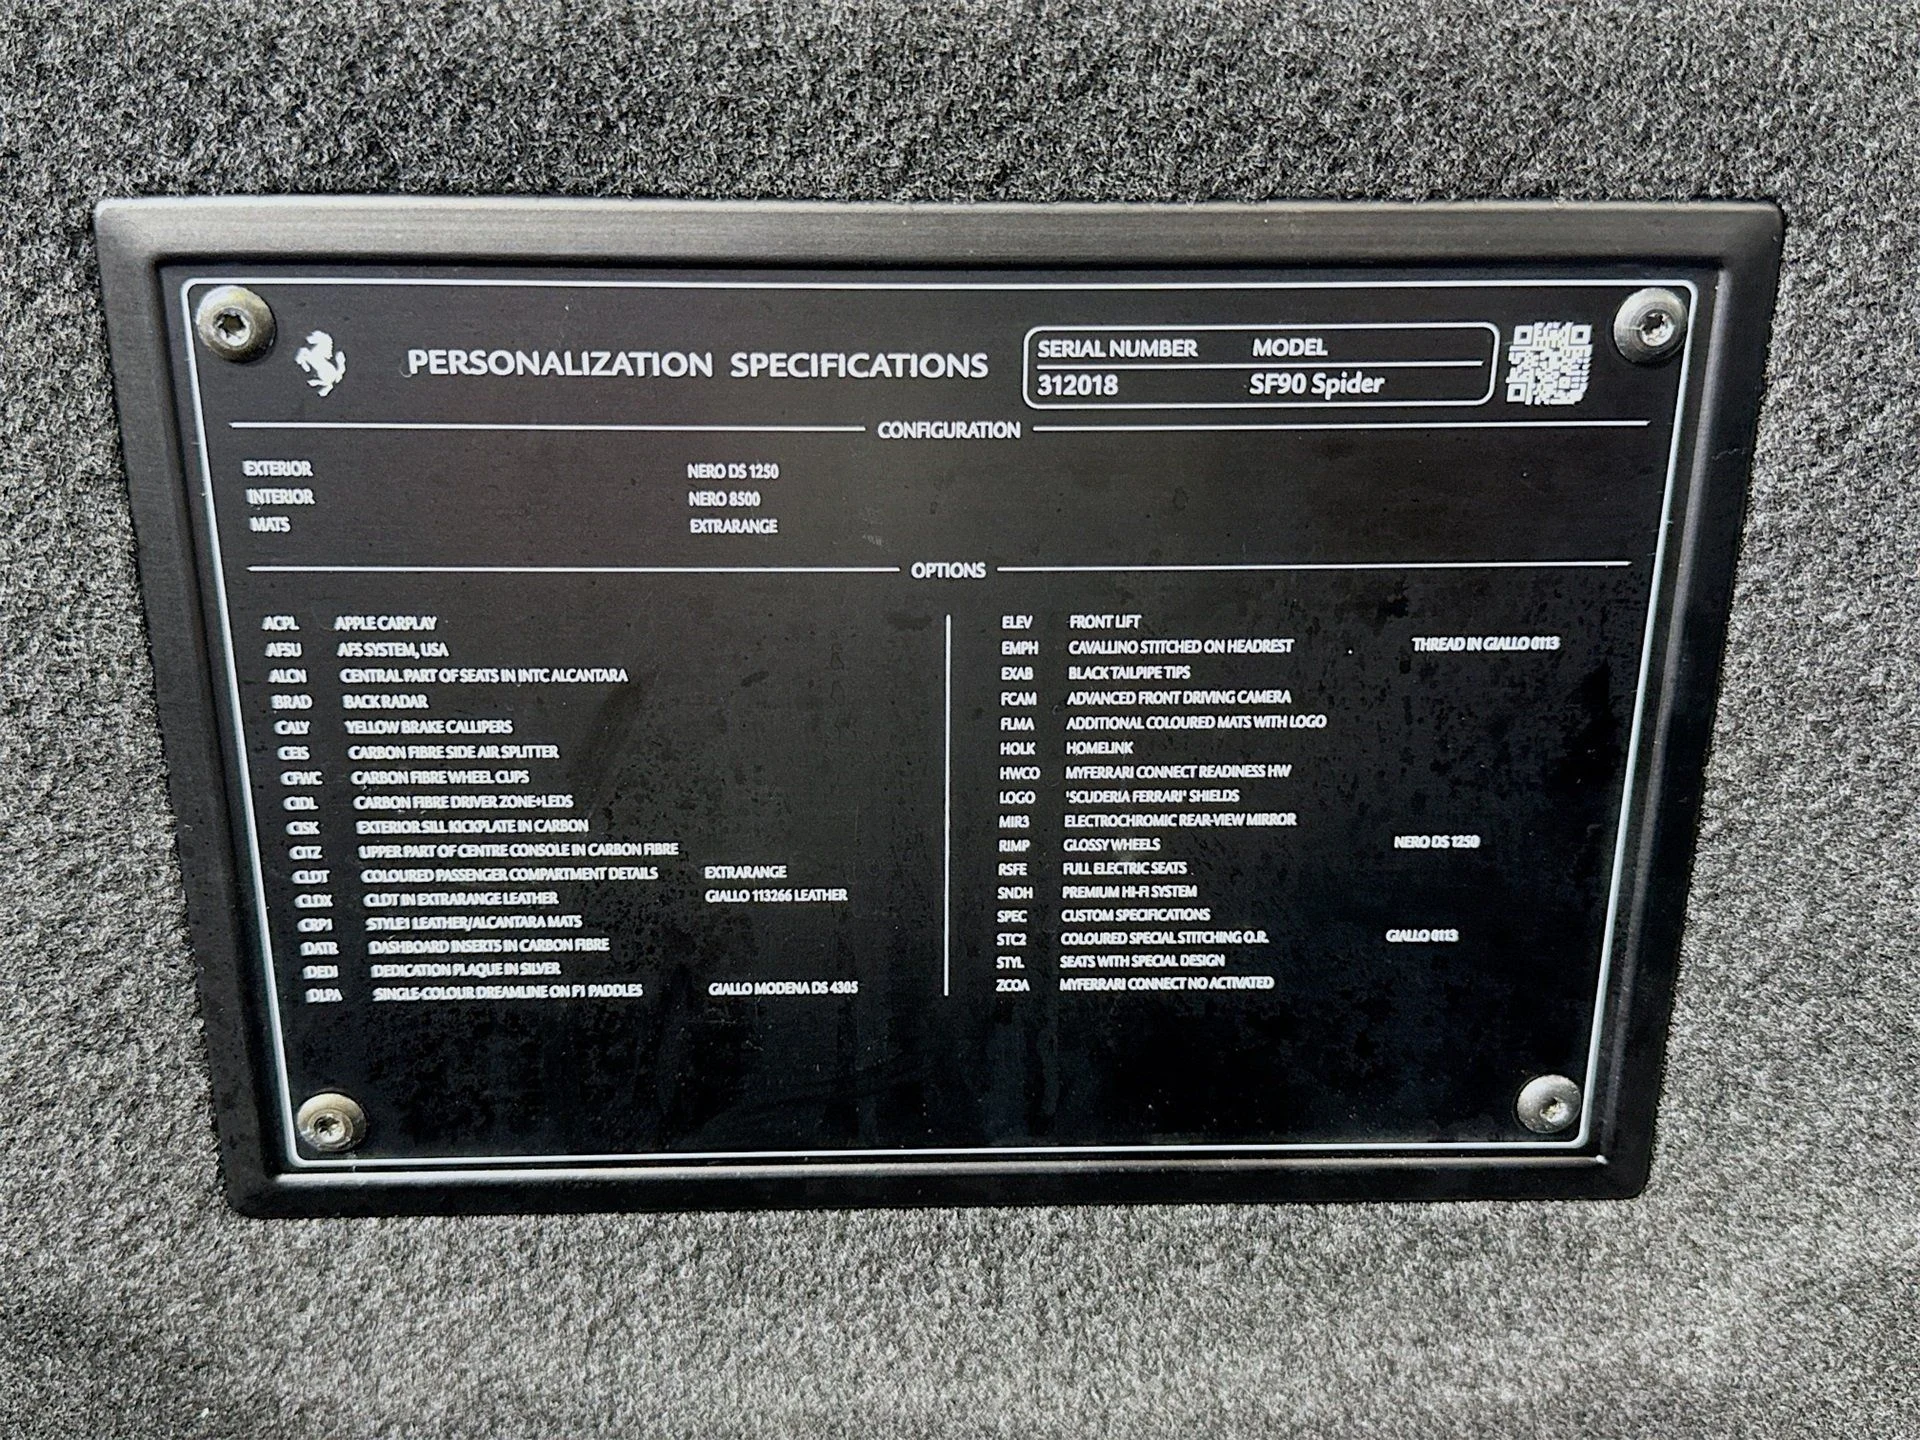 PERSONALIZATION SPECIFICATIONS
SERIAL NUMBER MODEL
312018 SF90 Spider
CONFIGURATION
EXTERIOR NERO DS 1250
INTERIOR NERO 8500
MATS EXTRARANGE
OPTIONS
ACPL APPLE CARPLAY
AFSU AFS SYSTEM, USA
ALCN CENTRAL PART OF SEATS IN INTC ALCANTARA
BRAD BACK RADAR
CALY YELLOW BRAKE CALLIPERS
CEIS CARBON FIBRE SIDE AIR SPLITTER
CFWC CARBON FIBRE WHEEL CUPS
CIDL CARBON FIBRE DRIVER ZONE+LEDS
CISK EXTERIOR SILL KICKPLATE IN CARBON
CITZ UPPER PART OF CENTRE CONSOLE IN CARBON FIBRE
CLDT COLOURED PASSENGER COMPARTMENT DETAILS EXTRARANGE
CLDX CLDT IN EXTRARANGE LEATHER GIALLO 113266 LEATHER
CRP1 STYLE1 LEATHER/ALCANTARA MATS
DATR DASHBOARD INSERTS IN CARBON FIBRE
DEDI DEDICATION PLAQUE IN SILVER
DLPA SINGLE-COLOUR DREAMLINE ON F1 PADDLES GIALLO MODENA DS 4305
ELEV FRONT LIFT
EMPH CAVALLINO STITCHED ON HEADREST THREAD IN GIALLO 0113
EXAB BLACK TAILPIPE TIPS
FCAM ADVANCED FRONT DRIVING CAMERA
FLMA ADDITIONAL COLOURED MATS WITH LOGO
HOLK HOMELINK
HWCO MYFERRARI CONNECT READINESS HW
LOGO 'SCUDERIA FERRARI' SHIELDS
MIR3 ELECTROCHROMIC REAR-VIEW MIRROR
RIMP GLOSSY WHEELS NERO DS 1250
RSFE FULL ELECTRIC SEATS
SNDH PREMIUM HI-FI SYSTEM
SPEC CUSTOM SPECIFICATIONS
STC2 COLOURED SPECIAL STITCHING O.R. GIALLO 0113
STYL SEATS WITH SPECIAL DESIGN
ZCOA MYFERRARI CONNECT NO ACTIVATED